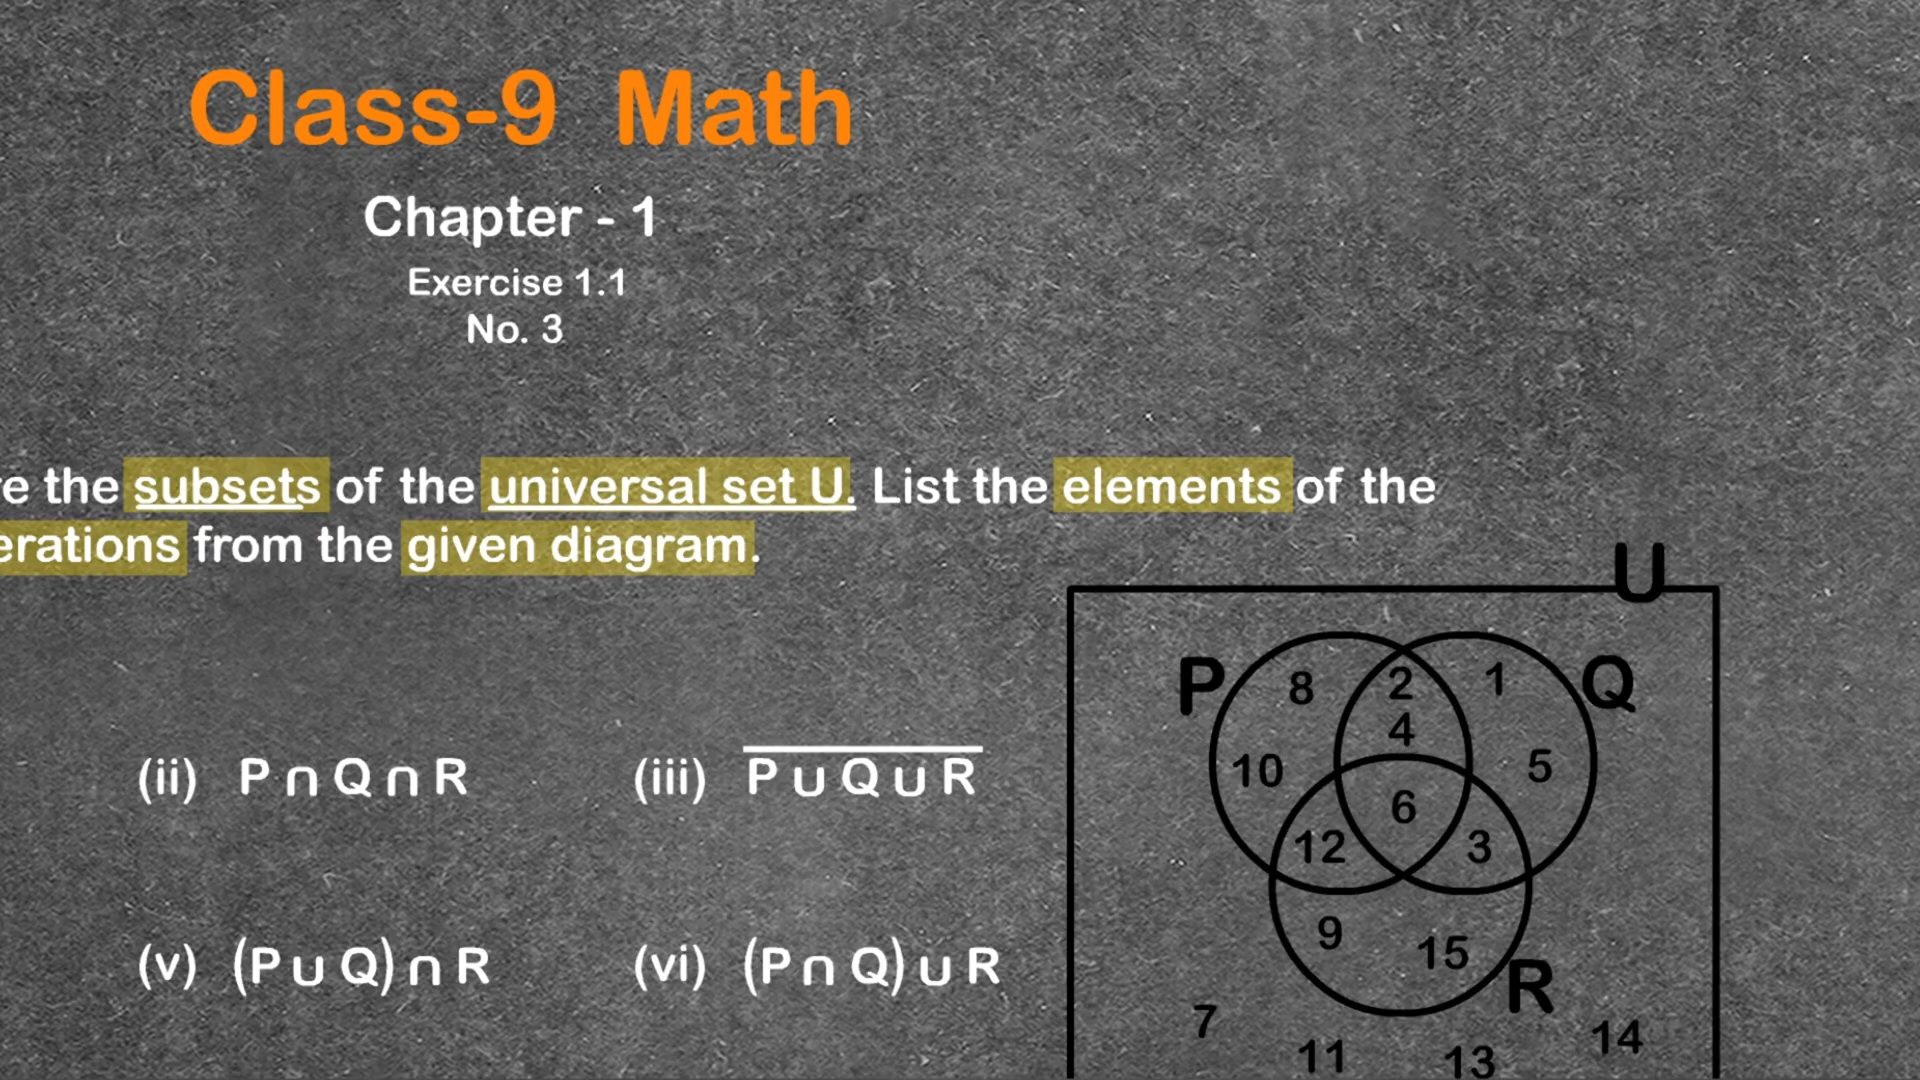 Class-9 Math
Chapter - 1
Exercise 1.1
No. 3
the subsets of the universal set U. List the elements of the
from the given diagram.
U
P
8
2
1
Q
4
(ii) P ∩ Q ∩ R
(iii) \overline{P ∪ Q ∪ R}
10
5
6
12
3
9
15
(v) (P ∪ Q) ∩ R
(vi) (P ∩ Q) ∪ R
R
7
11
13
14